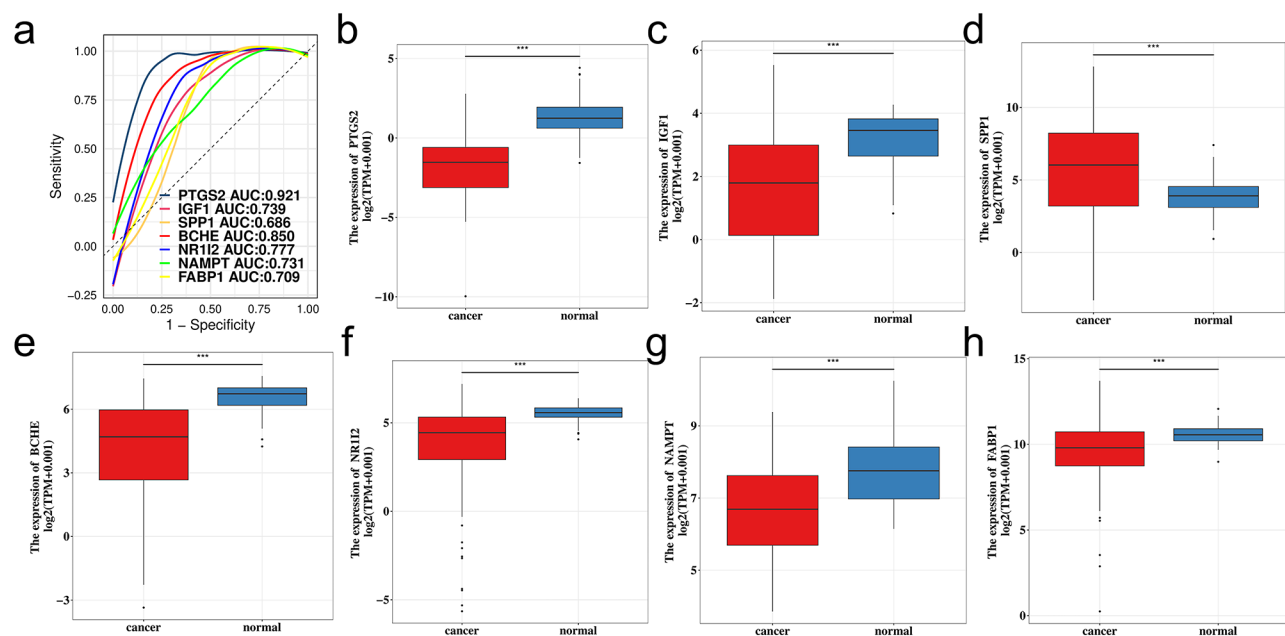 a
1.00
0.75
0.50
0.25
0.00
−0.25
Sensitivity
PTGS2 AUC:0.921
IGF1 AUC:0.739
SPP1 AUC:0.686
BCHE AUC:0.850
NR1I2 AUC:0.777
NAMPT AUC:0.731
FABP1 AUC:0.709
0.00 0.25 0.50 0.75 1.00
1 − Specificity
b
The expression of PTGS2
log2(TPM+0.001)
5
0
−5
−10
***
cancer normal
c
The expression of IGF1
log2(TPM+0.001)
6
4
2
0
−2
***
cancer normal
d
The expression of SPP1
log2(TPM+0.001)
10
5
0
***
cancer normal
e
The expression of BCHE
log2(TPM+0.001)
6
3
0
−3
***
cancer normal
f
The expression of NR1I2
log2(TPM+0.001)
5
0
−5
***
cancer normal
g
The expression of NAMPT
log2(TPM+0.001)
9
7
5
***
cancer normal
h
The expression of FABP1
log2(TPM+0.001)
15
10
5
0
***
cancer normal